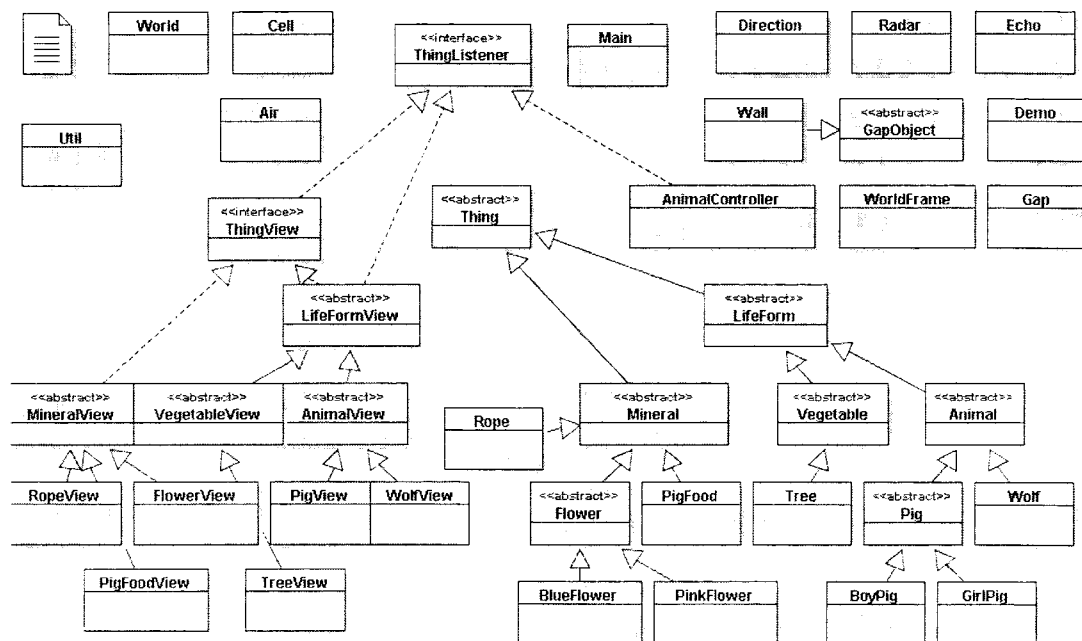 World
Cell
<<interface>>
ThingListener
Main
Direction
Radar
Echo
Util
Air
Wall
<<abstract>>
GapObject
Demo
<<interface>>
ThingView
<<abstract>>
Thing
AnimalController
WorldFrame
Gap
<<abstract>>
LifeFormView
<<abstract>>
LifeForm
<<abstract>>
MineralView
<<abstract>>
VegetableView
<<abstract>>
AnimalView
Rope
<<abstract>>
Mineral
<<abstract>>
Vegetable
<<abstract>>
Animal
RopeView
FlowerView
PigView
WolfView
<<abstract>>
Flower
PigFood
Tree
<<abstract>>
Pig
Wolf
PigFoodView
TreeView
BlueFlower
PinkFlower
BoyPig
GirlPig